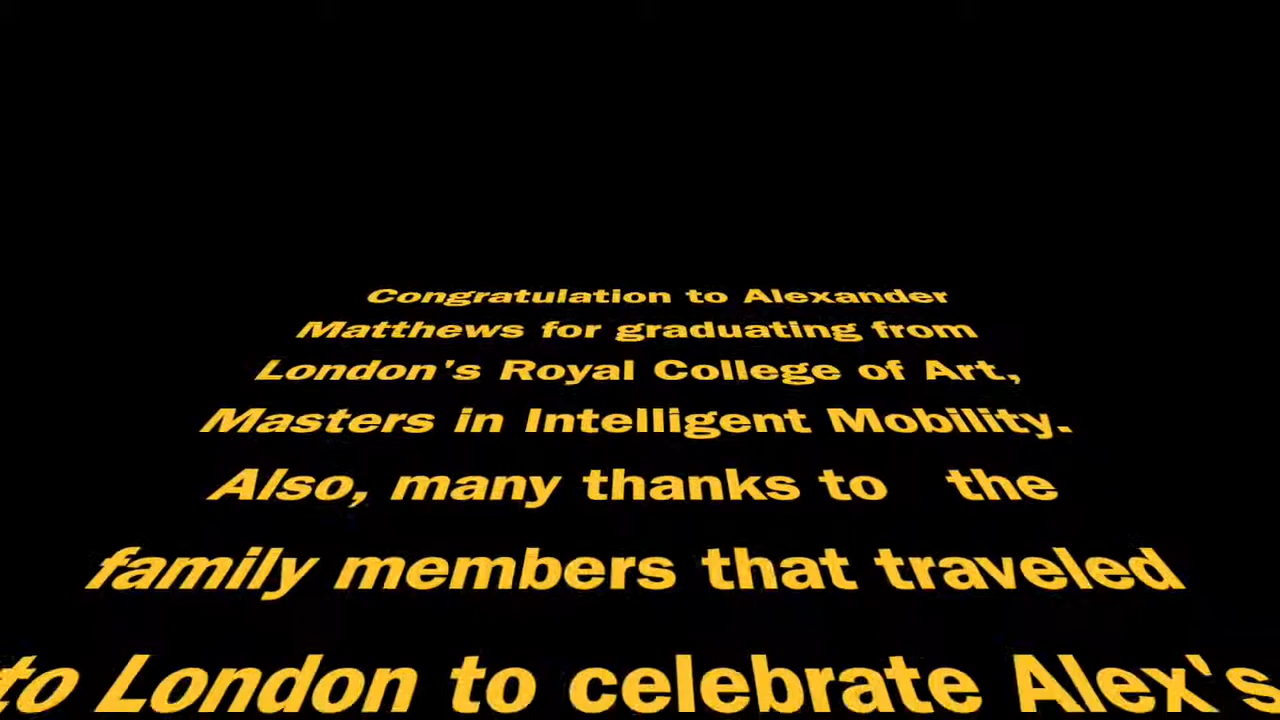 Congratulation to Alexander
Matthews for graduating from
London's Royal College of Art,
Masters in Intelligent Mobility.
Also, many thanks to the
family members that traveled
to London to celebrate Alex's